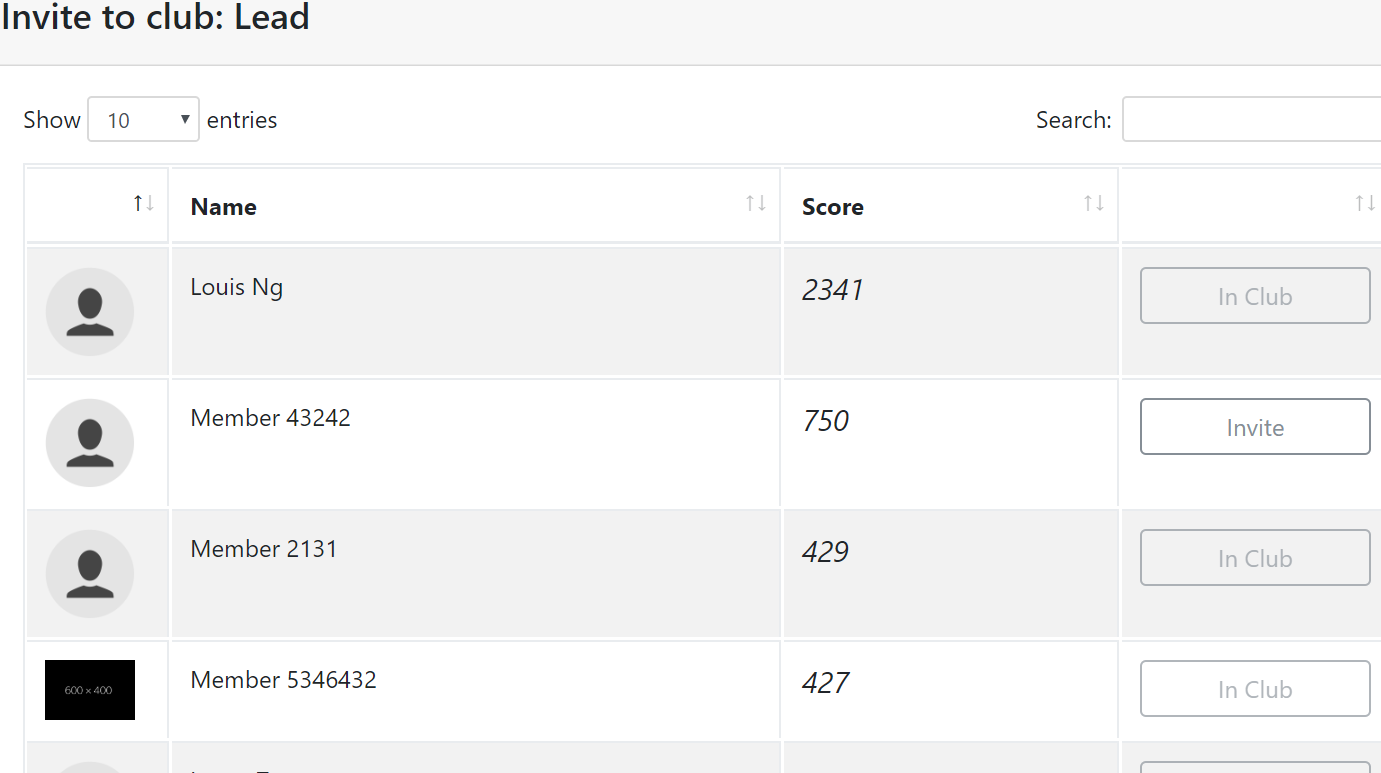 Invite to club: Lead
Show 10 entries
Search:
Name Score
Louis Ng 2341 In Club
Member 43242 750 Invite
Member 2131 429 In Club
600 × 400 Member 5346432 427 In Club